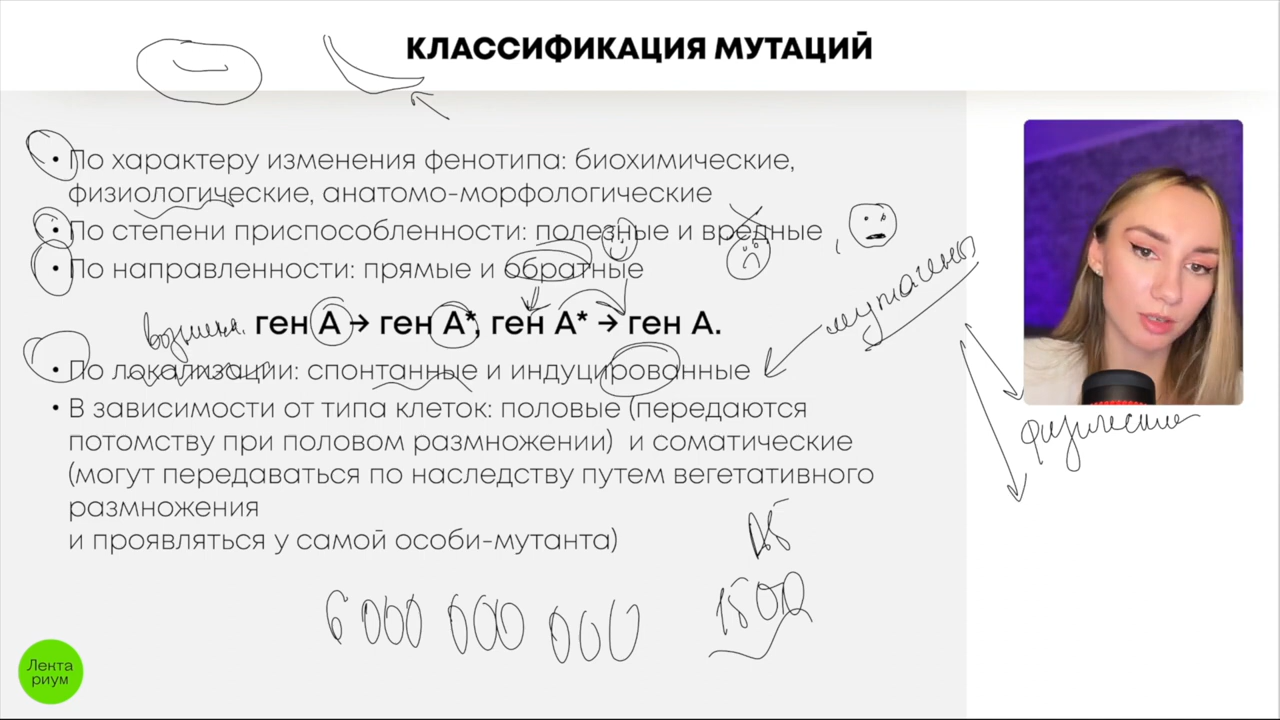 КЛАССИФИКАЦИЯ МУТАЦИЙ
• По характеру изменения фенотипа: биохимические,
физиологические, анатомо-морфологические
• По степени приспособленности: полезные и вредные
• По направленности: прямые и обратные
мутагены
возникн.
ген А → ген А*, ген А* → ген А.
• По локализации: спонтанные и индуцированные
• В зависимости от типа клеток: половые (передаются
физические
потомству при половом размножении) и соматические
(могут передаваться по наследству путем вегетативного
размножения
и проявляться у самой особи-мутанта)
6 000 000 000
1500
Лента
риум